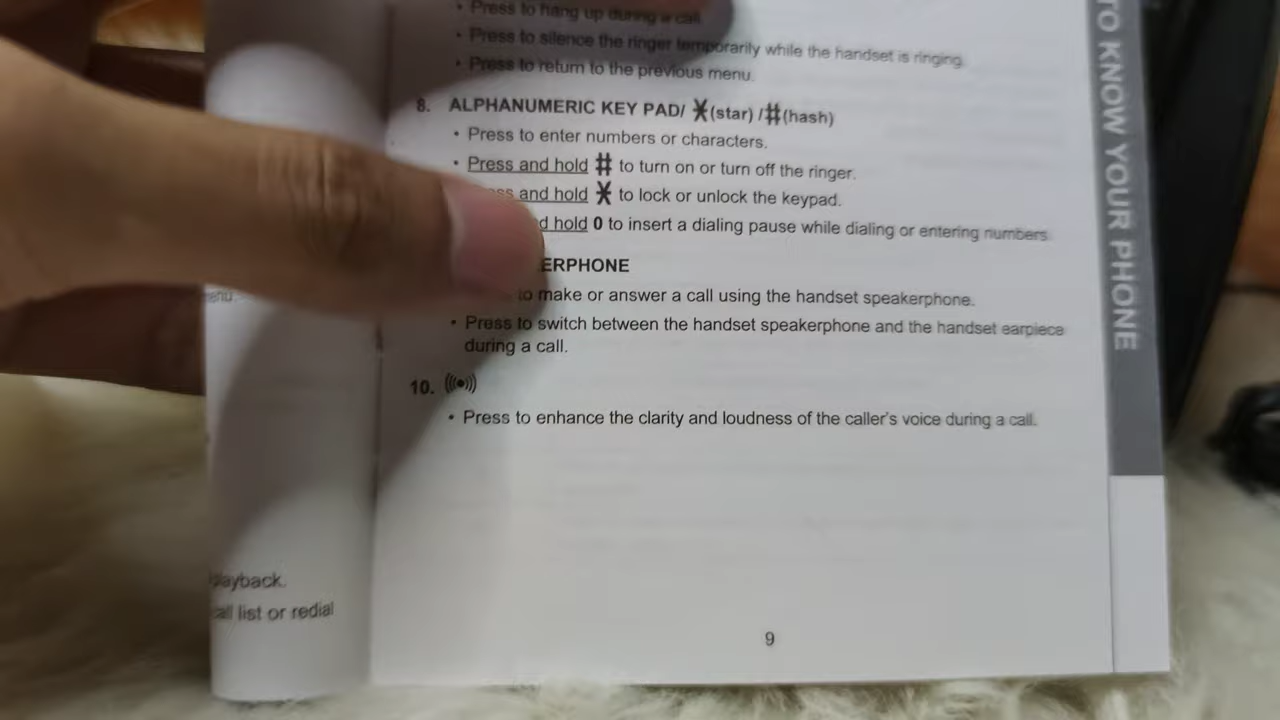 • Press to hang up during a call.
• Press to silence the ringer temporarily while the handset is ringing.
• Press to return to the previous menu.
8. ALPHANUMERIC KEY PAD/ *(star) /#(hash)
• Press to enter numbers or characters.
• Press and hold # to turn on or turn off the ringer.
and hold * to lock or unlock the keypad.
hold 0 to insert a dialing pause while dialing or entering numbers.
ERPHONE
to make or answer a call using the handset speakerphone.
• Press to switch between the handset speakerphone and the handset earpiece
during a call.
10. ((•))
• Press to enhance the clarity and loudness of the caller's voice during a call.
9
TO KNOW YOUR PHONE
playback.
call list or redial